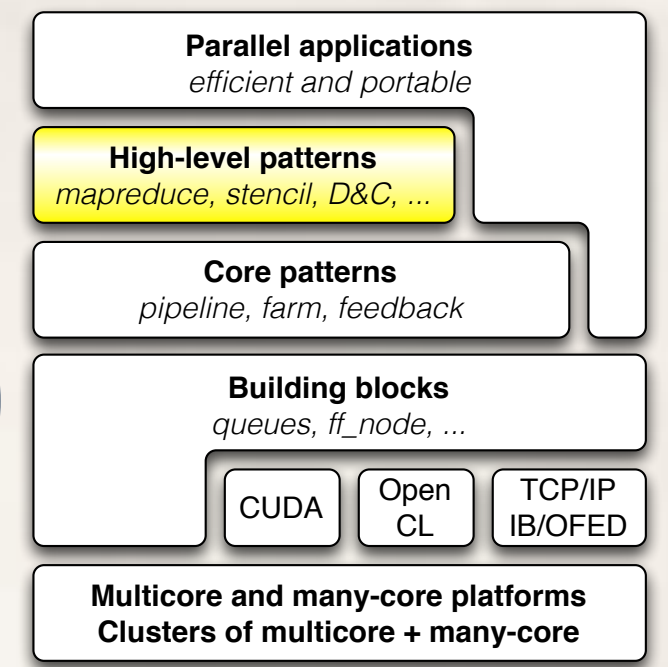 Parallel applications
efficient and portable
High-level patterns
mapreduce, stencil, D&C, ...
Core patterns
pipeline, farm, feedback
Building blocks
queues, ff_node, ...
CUDA
Open
CL
TCP/IP
IB/OFED
Multicore and many-core platforms
Clusters of multicore + many-core